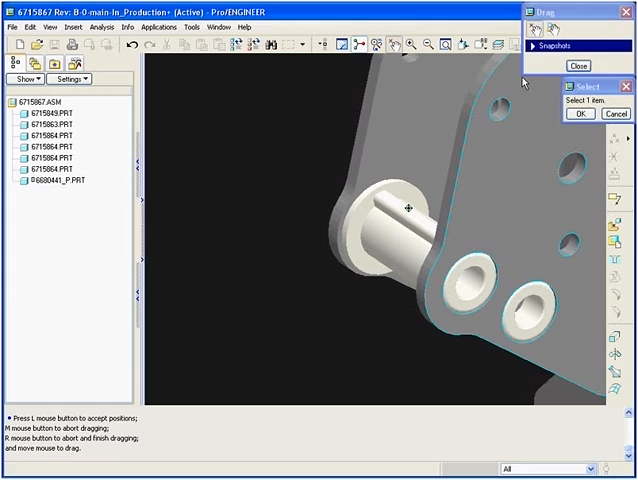 6715867 Rev: B-0-main-In_Production+ (Active) - Pro/ENGINEER
File Edit View Insert Analysis Info Applications Tools Window Help
Drag
Snapshots
Close
Select
Select 1 item.
OK Cancel
Show Settings
6715867.ASM
6715849.PRT
6715863.PRT
6715864.PRT
6715864.PRT
6715864.PRT
6715864.PRT
6680441_P.PRT
• Press L mouse button to accept positions;
M mouse button to abort dragging;
R mouse button to abort and finish dragging;
and move mouse to drag.
All